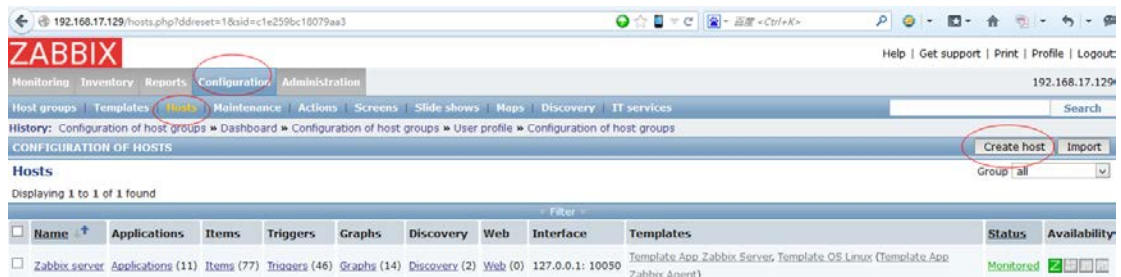 192.168.17.129/hosts.php?ddreset=1&sid=c1e259bc18079aa3
百度 <Ctrl+K>
ZABBIX
Help | Get support | Print | Profile | Logout
Monitoring Inventory Reports Configuration Administration
192.168.17.129
Host groups | Templates | Hosts | Maintenance | Actions | Screens | Slide shows | Maps | Discovery | IT services
Search
History: Configuration of host groups » Dashboard » Configuration of host groups » User profile » Configuration of host groups
CONFIGURATION OF HOSTS
Create host Import
Hosts
Group all
Displaying 1 to 1 of 1 found
Filter
Name Applications Items Triggers Graphs Discovery Web Interface Templates Status Availability
Zabbix server Applications (11) Items (77) Triggers (46) Graphs (14) Discovery (2) Web (0) 127.0.0.1: 10050 Template App Zabbix Server, Template OS Linux (Template App
Zabbix Agent)
Monitored Z